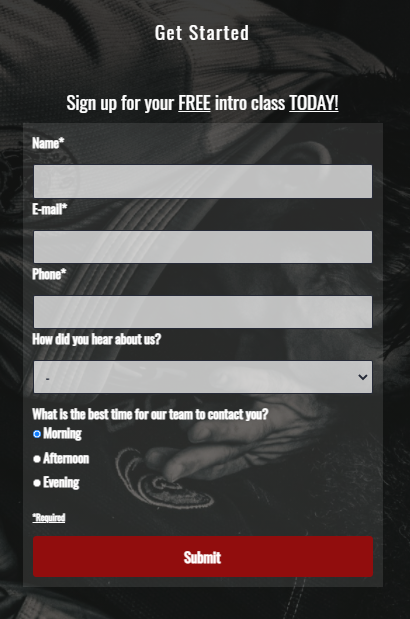 Get Started
Sign up for your FREE intro class TODAY!
Name*
E-mail*
Phone*
How did you hear about us?
-
What is the best time for our team to contact you?
Morning
Afternoon
Evening
*Required
Submit